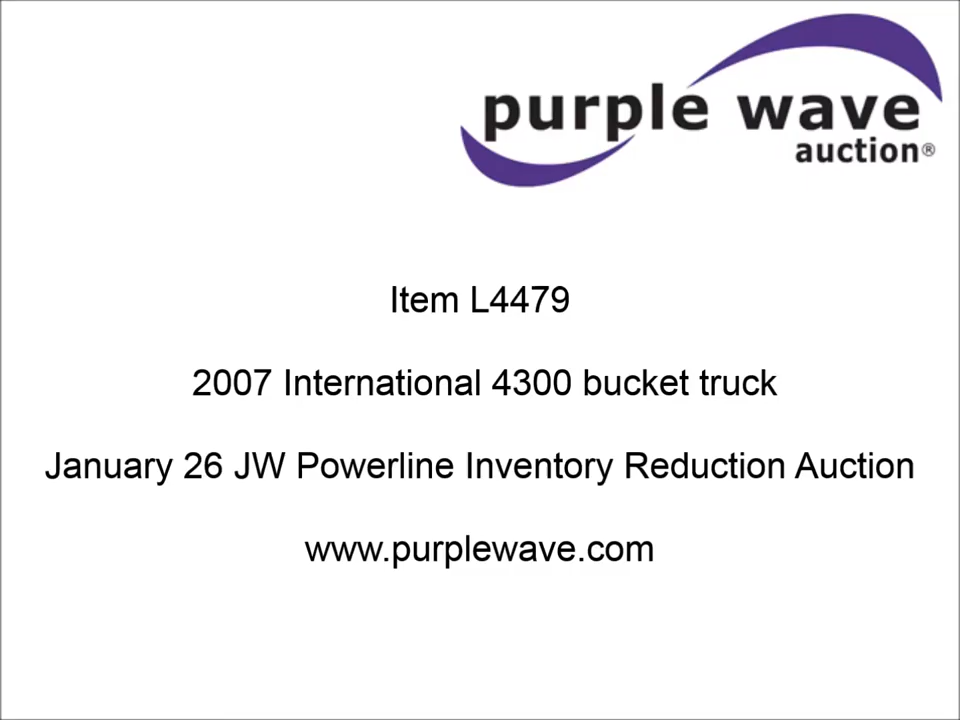 purple wave
auction®
Item L4479
2007 International 4300 bucket truck
January 26 JW Powerline Inventory Reduction Auction
www.purplewave.com